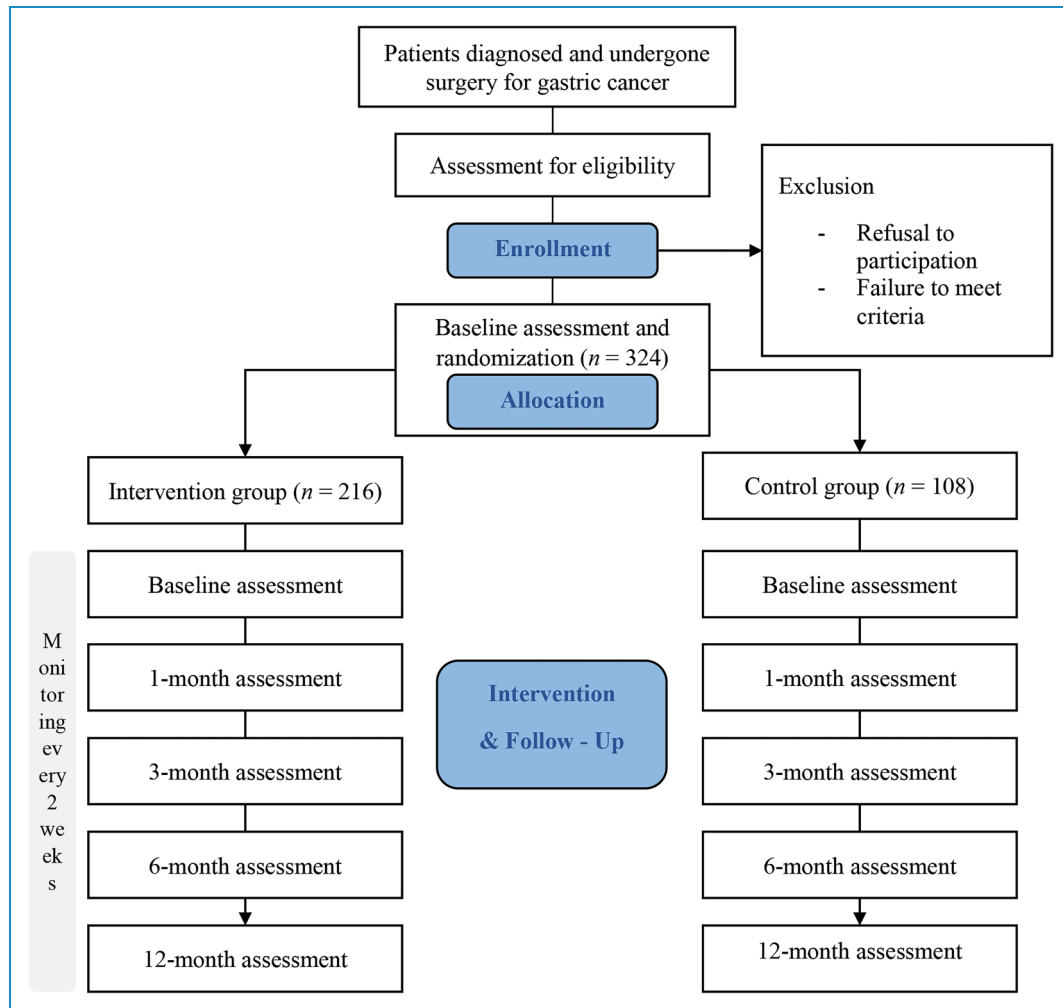 Patients diagnosed and undergone
surgery for gastric cancer
Assessment for eligibility
Enrollment
Exclusion
- Refusal to
participation
- Failure to meet
criteria
Baseline assessment and
randomization (n = 324)
Allocation
Intervention group (n = 216)
Control group (n = 108)
M
oni
tor
ing
ev
ery
2
we
ek
s
Baseline assessment
1-month assessment
3-month assessment
6-month assessment
12-month assessment
Intervention
& Follow - Up
Baseline assessment
1-month assessment
3-month assessment
6-month assessment
12-month assessment